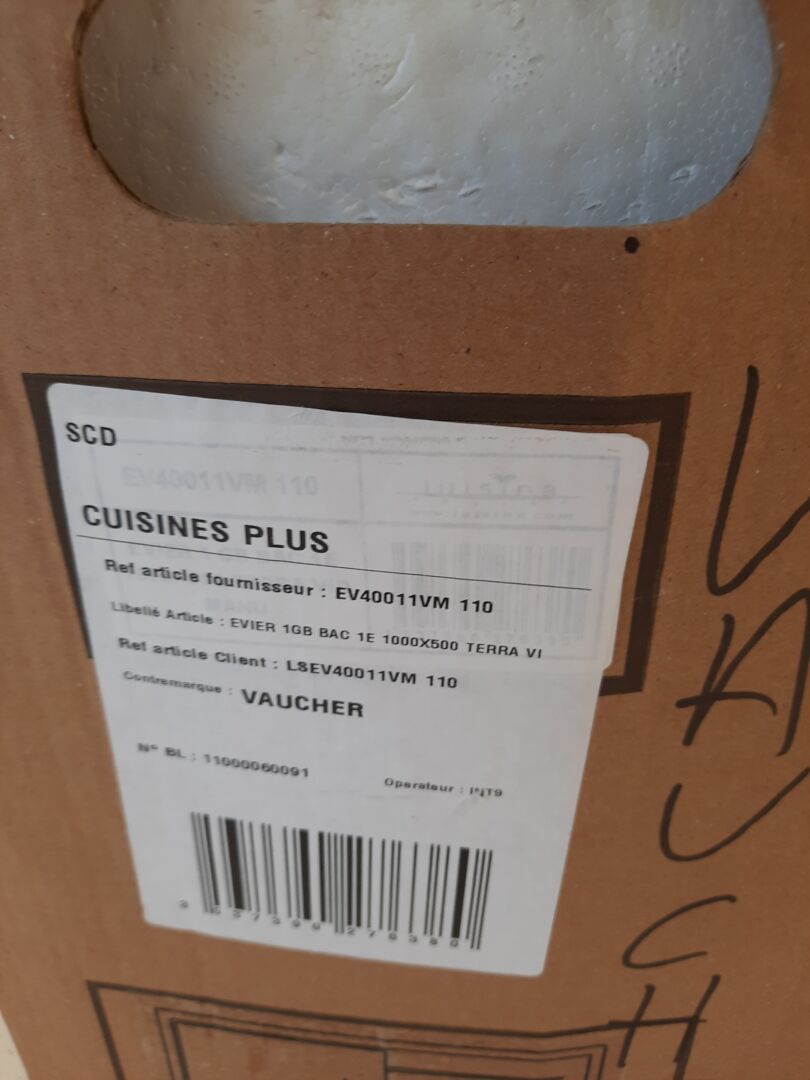 SCD
EV40011VM 110
CUISINES PLUS
Ref article fournisseur : EV40011VM 110
Libellé Article : EVIER 1GB BAC 1E 1000X500 TERRA VI
Ref article Client : LSEV40011VM 110
Contremarque : VAUCHER
N° BL : 11000060091
Operateur : INT9
VAUCH